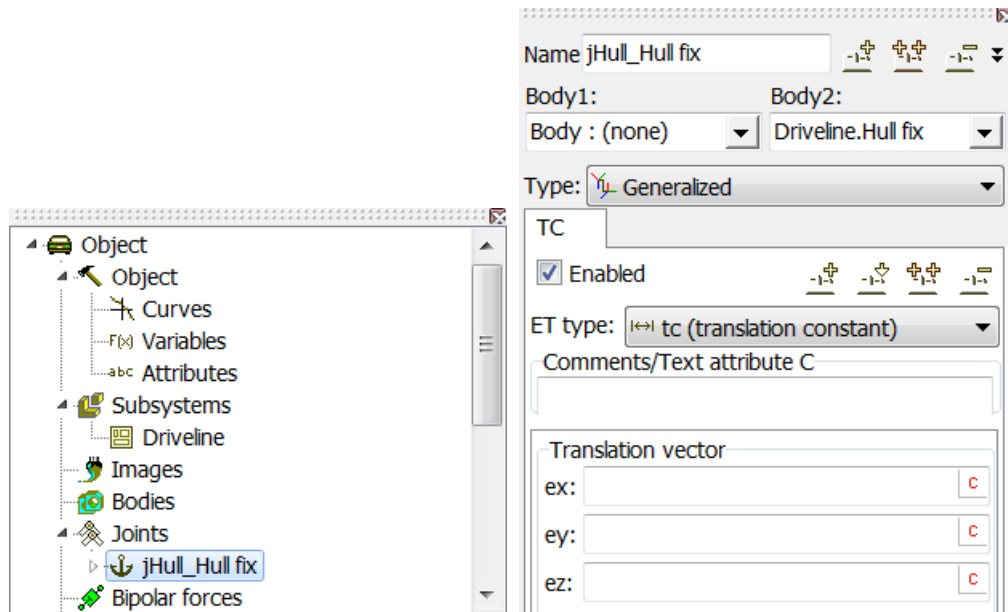 Object
Object
Curves
F(x) Variables
abc Attributes
Subsystems
Driveline
Images
Bodies
Joints
jHull_Hull fix
Bipolar forces
Name jHull_Hull fix
Body1: Body2:
Body : (none) Driveline.Hull fix
Type: Generalized
TC
Enabled
ET type: tc (translation constant)
Comments/Text attribute C
Translation vector
ex: C
ey: C
ez: C